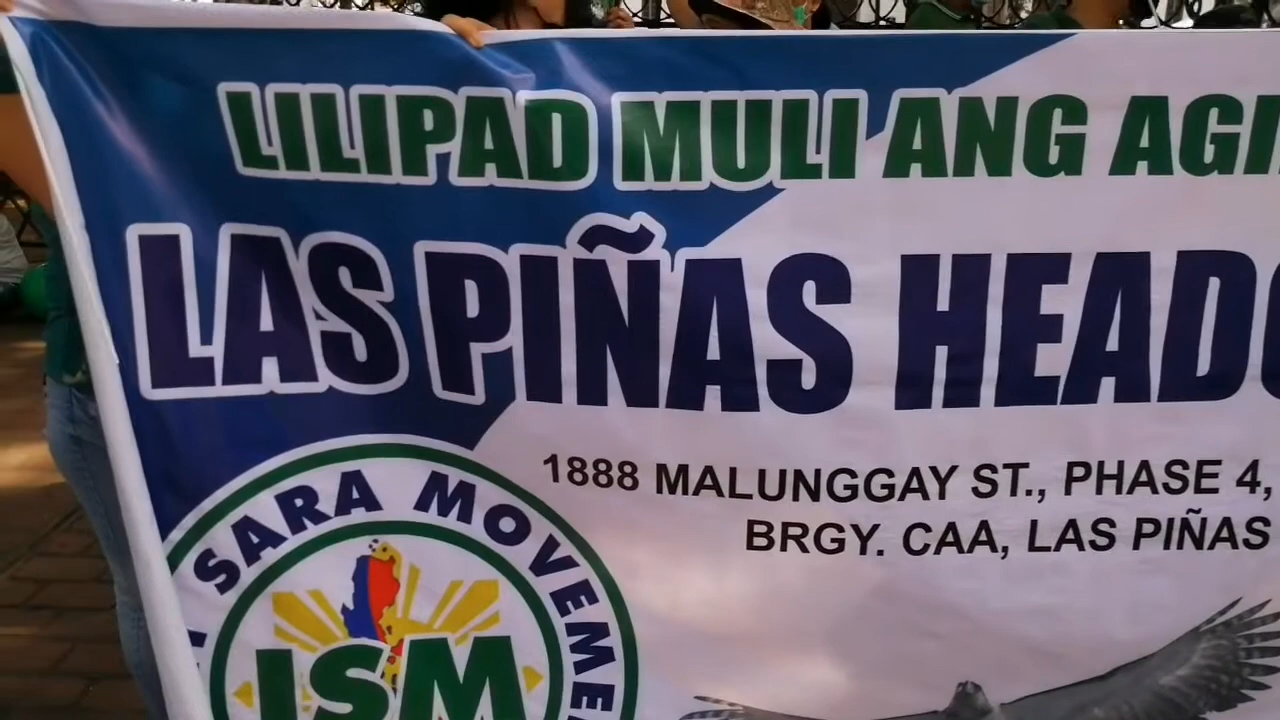 LILIPAD MULI ANG AGI
LAS PIÑAS HEAD
1888 MALUNGGAY ST., PHASE 4,
BRGY. CAA, LAS PIÑAS
SARA MOVEME
ISM